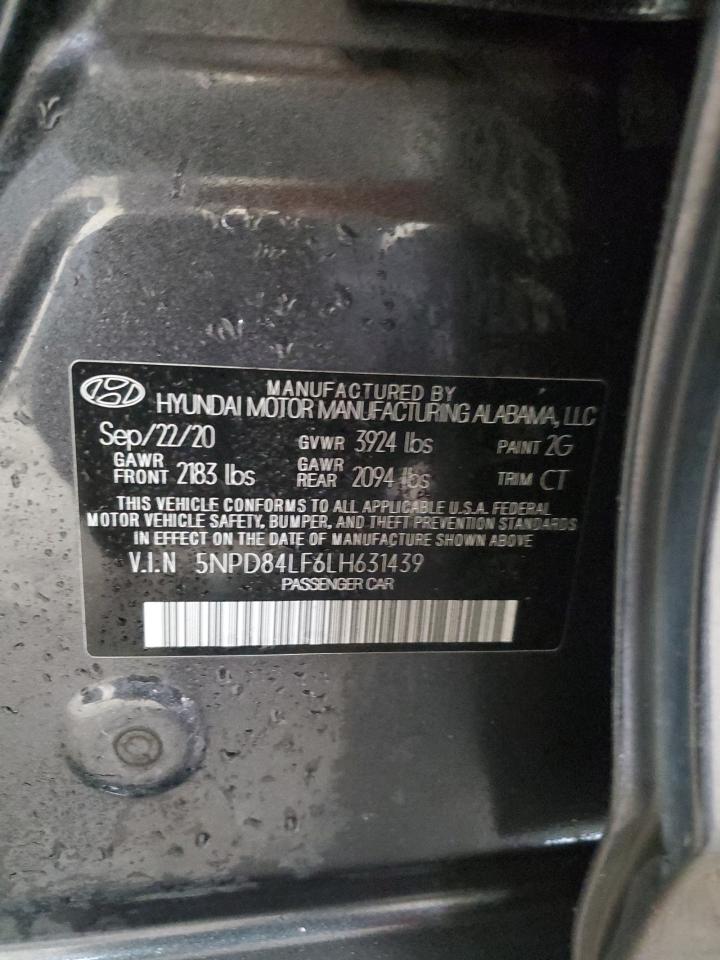 MANUFACTURED BY
HYUNDAI MOTOR MANUFACTURING ALABAMA, LLC
Sep/22/20 GVWR 3924 lbs PAINT 2G
GAWR FRONT 2183 lbs GAWR REAR 2094 lbs TRIM CT
THIS VEHICLE CONFORMS TO ALL APPLICABLE U.S.A. FEDERAL
MOTOR VEHICLE SAFETY, BUMPER, AND THEFT PREVENTION STANDARDS
IN EFFECT ON THE DATE OF MANUFACTURE SHOWN ABOVE
V.I.N 5NPD84LF6LH631439
PASSENGER CAR